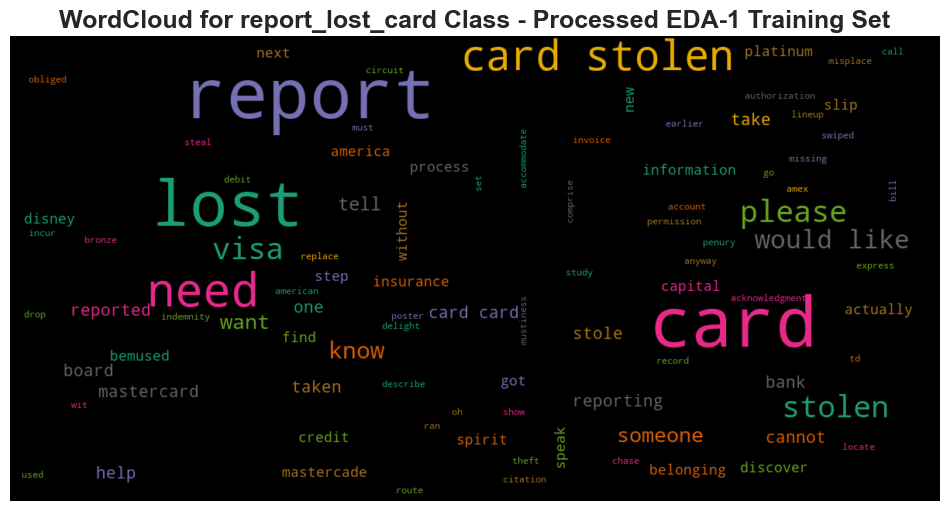 WordCloud for report_lost_card Class - Processed EDA-1 Training Set
next
card stolen
platinum
call
misplace
obliged
circuit
report
new
authorization
slip
lineup
must
earlier
take
swiped
steal
america
process
accommodate
invoice
missing
information
go
debit
set
amex
bill
lost
tell
comprise
account
please
disney
without
permission
incur
bronze
visa
penury
would like
replace
anyway
express
step
study
need
american
insurance
capital
acknowledgment
reported
one
card card
card
actually
drop
indemnity
want
poster
delight
mustiness
stole
find
know
bemused
record
td
board
describe
got
bank
mastercard
taken
reporting
stolen
wit
oh
show
ran
credit
spirit
speak
someone
cannot
locate
help
mastercade
theft
chase
belonging
discover
used
citation
route